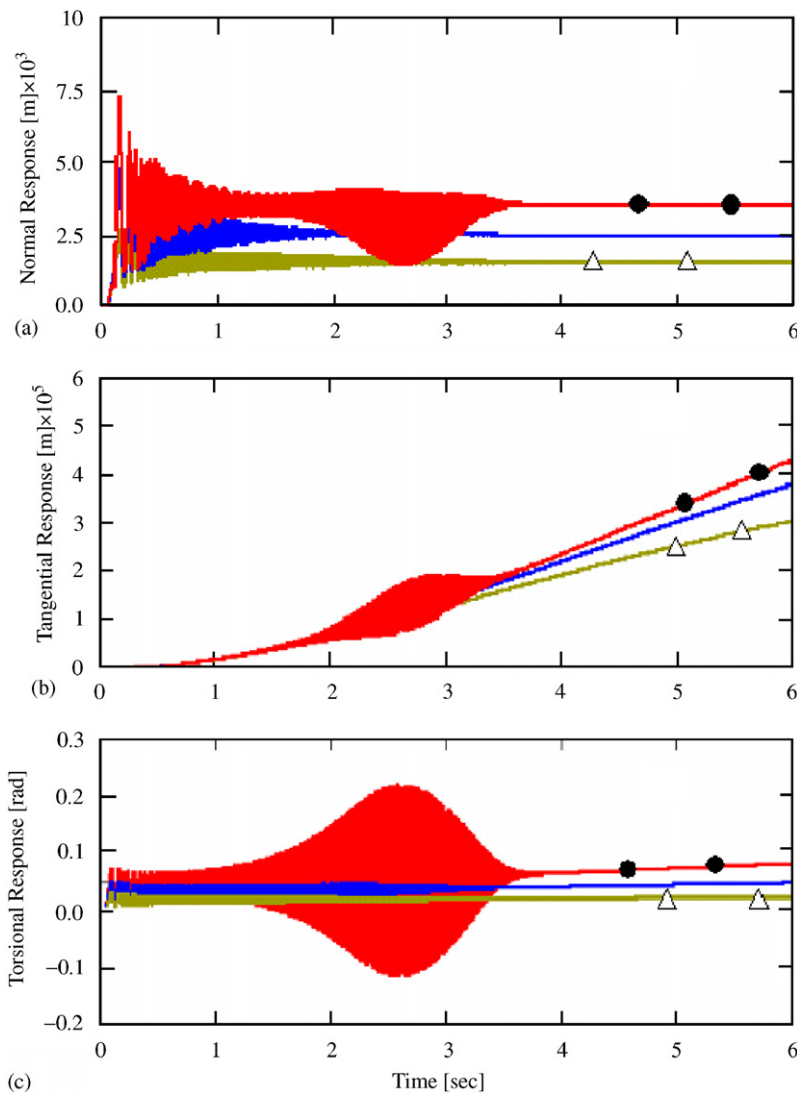 10
7.5
5.0
2.5
0.0
Normal Response [m]×10³
0 1 2 3 4 5 6
(a)
6
5
4
3
2
1
0
Tangential Response [m]×10⁵
0 1 2 3 4 5 6
(b)
0.3
0.2
0.1
0.0
−0.1
−0.2
Torsional Response [rad]
0 1 2 3 4 5 6
Time [sec]
(c)